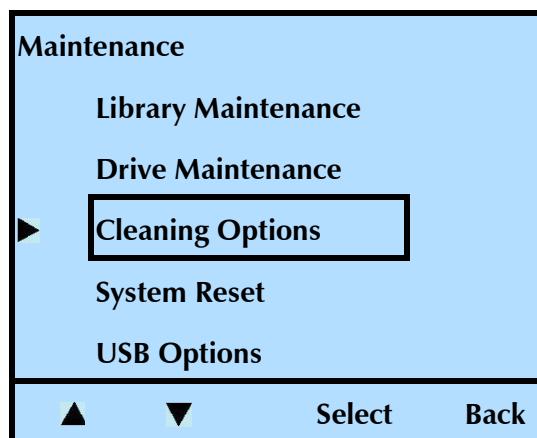 Maintenance
Library Maintenance
Drive Maintenance
Cleaning Options
System Reset
USB Options
Select Back